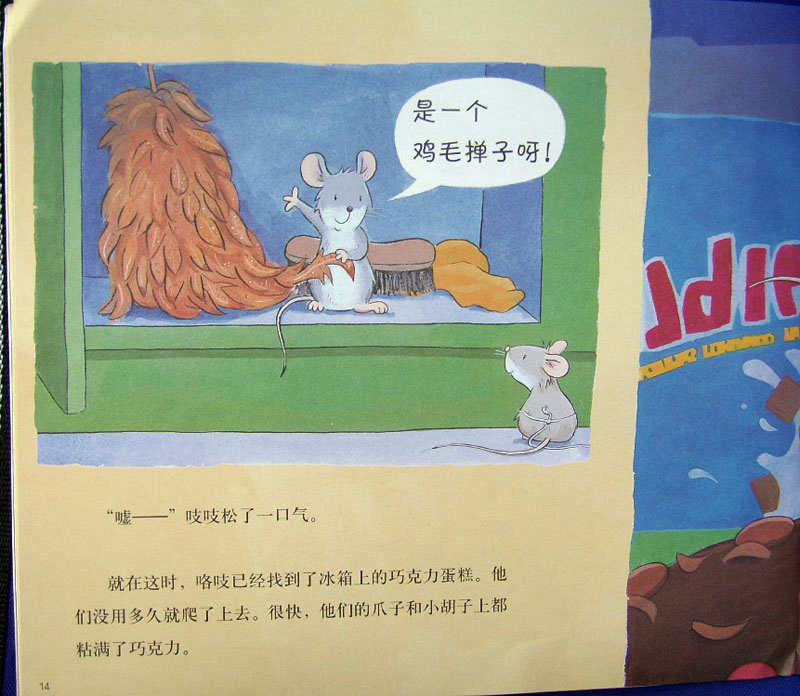 是一个
鸡毛掸子呀！
“嘘——”吱吱松了一口气。
就在这时，咯吱已经找到了冰箱上的巧克力蛋糕。他
们没用多久就爬了上去。很快，他们的爪子和小胡子上都
粘满了巧克力。
14